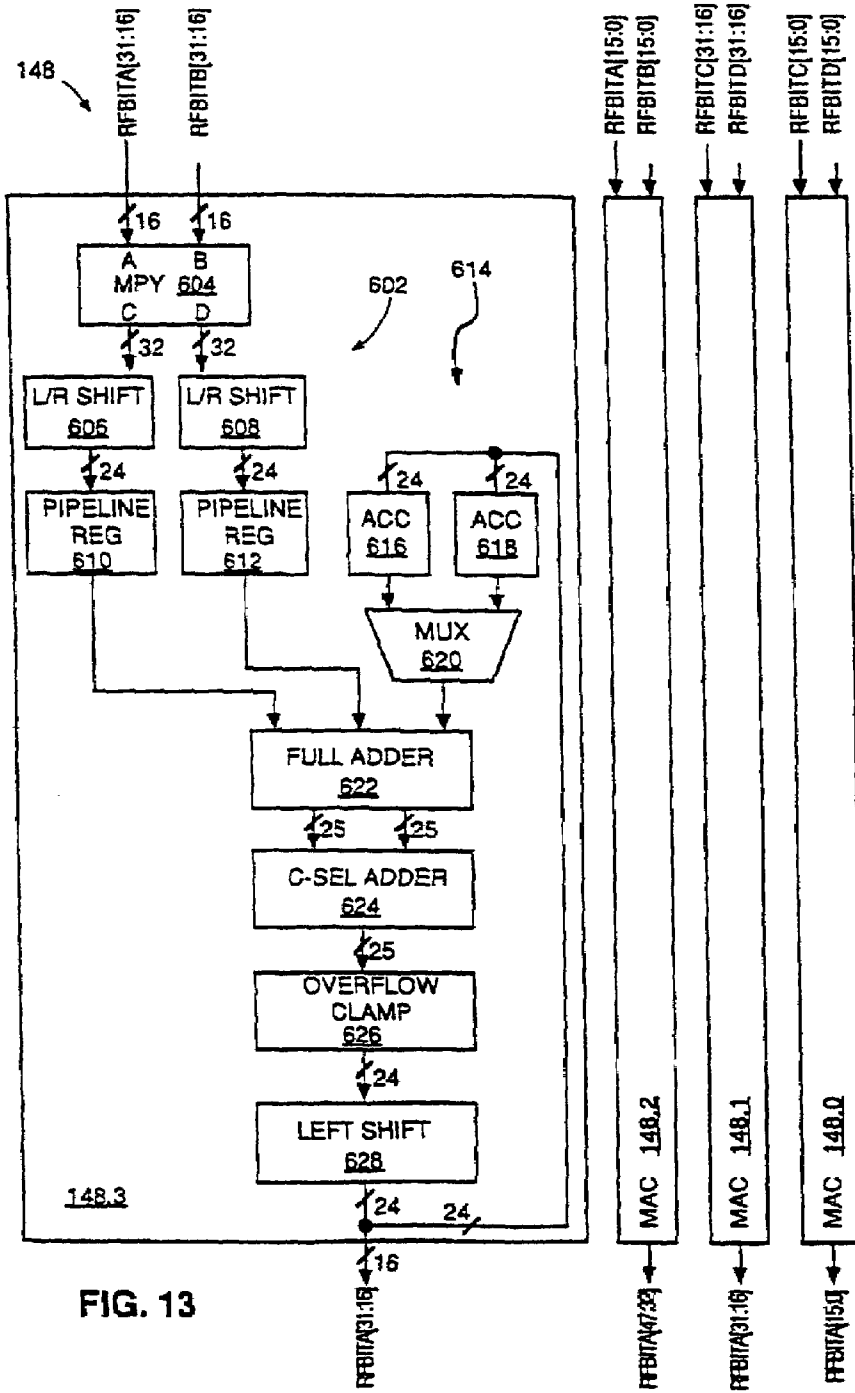 148
RFBITA[31:16]
RFBITB[31:16]
RFBITA[15:0]
RFBITB[15:0]
RFBITC[31:16]
RFBITD[31:16]
RFBITC[15:0]
RFBITD[15:0]
16 16
A B
MPY 604
C D
32 32
602
614
L/R SHIFT
606
L/R SHIFT
608
24 24
24 24
PIPELINE
REG
610
PIPELINE
REG
612
ACC
616
ACC
618
MUX
620
FULL ADDER
622
25 25
C-SEL ADDER
624
25
OVERFLOW
CLAMP
626
24
LEFT SHIFT
628
148.3
24
24
16
MAC 148.2
MAC 148.1
MAC 148.0
FIG. 13
RFBITA[31:16]
RFBITA[47:32]
RFBITA[31:16]
RFBITA[15:0]